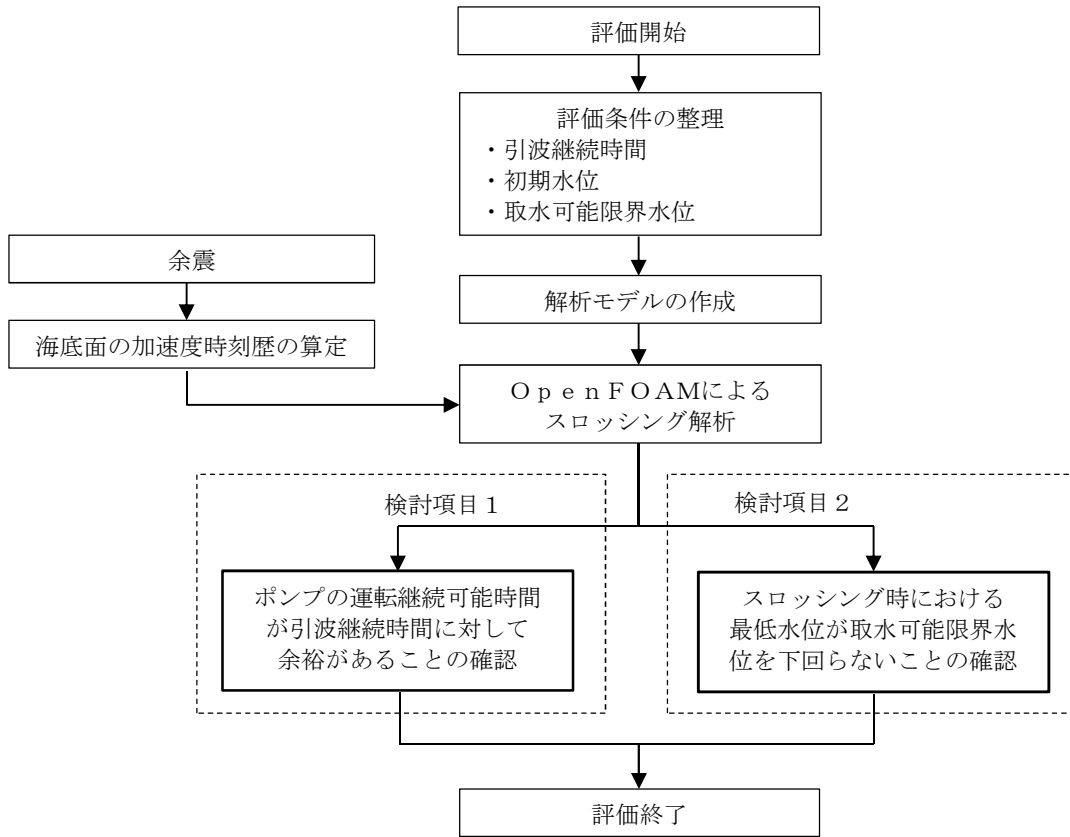 評価開始
評価条件の整理
・引波継続時間
・初期水位
・取水可能限界水位
余震
海底面の加速度時刻歴の算定
解析モデルの作成
ＯｐｅｎＦＯＡＭによる
スロッシング解析
検討項目１
ポンプの運転継続可能時間
が引波継続時間に対して
余裕があることの確認
検討項目２
スロッシング時における
最低水位が取水可能限界水
位を下回らないことの確認
評価終了